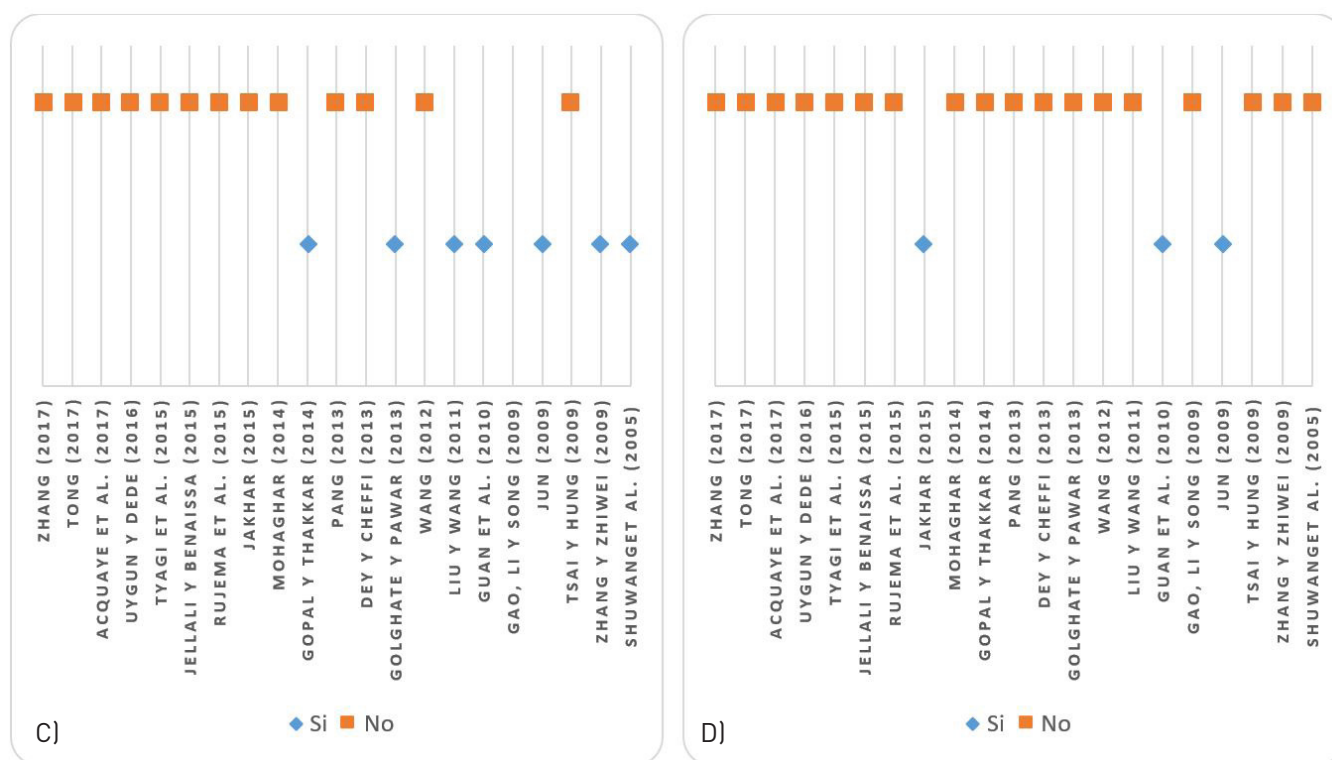 ZHANG (2017)
TONG (2017)
ACQUAYE ET AL. (2017)
UYGUN Y DEDE (2016)
TYAGI ET AL. (2015)
JELLALI Y BENAISSA (2015)
RUJEMA ET AL. (2015)
JAKHAR (2015)
MOHAGHAR (2014)
GOPAL Y THAKKAR (2014)
PANG (2013)
DEY Y CHEFFI (2013)
GOLGHATE Y PAWAR (2013)
WANG (2012)
LIU Y WANG (2011)
GUAN ET AL. (2010)
GAO, LI Y SONG (2009)
JUN (2009)
TSAI Y HUNG (2009)
ZHANG Y ZHIWEI (2009)
SHUWANGET AL. (2005)
Si No
C)
ZHANG (2017)
TONG (2017)
ACQUAYE ET AL. (2017)
UYGUN Y DEDE (2016)
TYAGI ET AL. (2015)
JELLALI Y BENAISSA (2015)
RUJEMA ET AL. (2015)
JAKHAR (2015)
MOHAGHAR (2014)
GOPAL Y THAKKAR (2014)
PANG (2013)
DEY Y CHEFFI (2013)
GOLGHATE Y PAWAR (2013)
WANG (2012)
LIU Y WANG (2011)
GUAN ET AL. (2010)
GAO, LI Y SONG (2009)
JUN (2009)
TSAI Y HUNG (2009)
ZHANG Y ZHIWEI (2009)
SHUWANGET AL. (2005)
Si No
D)